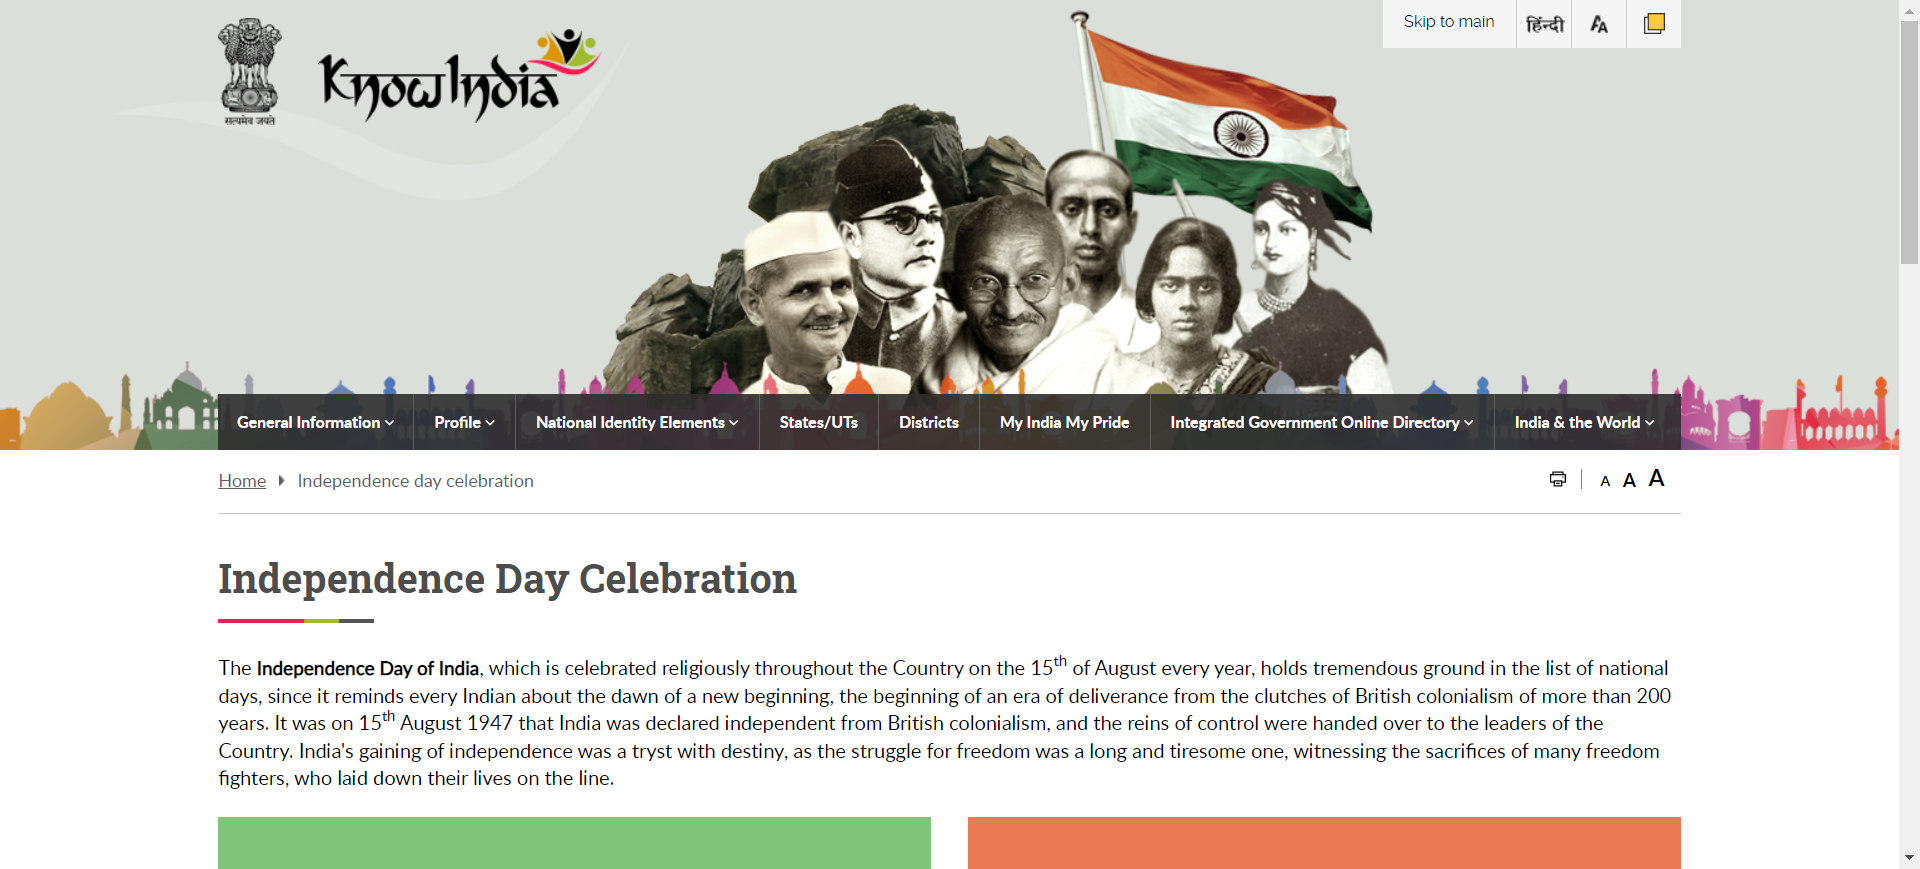 Skip to main
हिंन्दी
AA
सत्यमेव जयते
KnowIndia
General Information
Profile
National Identity Elements
States/UTs
Districts
My India My Pride
Integrated Government Online Directory
India & the World
Home Independence day celebration
A A A
Independence Day Celebration
The Independence Day of India, which is celebrated religiously throughout the Country on the 15th of August every year, holds tremendous ground in the list of national
days, since it reminds every Indian about the dawn of a new beginning, the beginning of an era of deliverance from the clutches of British colonialism of more than 200
years. It was on 15th August 1947 that India was declared independent from British colonialism, and the reins of control were handed over to the leaders of the
Country. India's gaining of independence was a tryst with destiny, as the struggle for freedom was a long and tiresome one, witnessing the sacrifices of many freedom
fighters, who laid down their lives on the line.